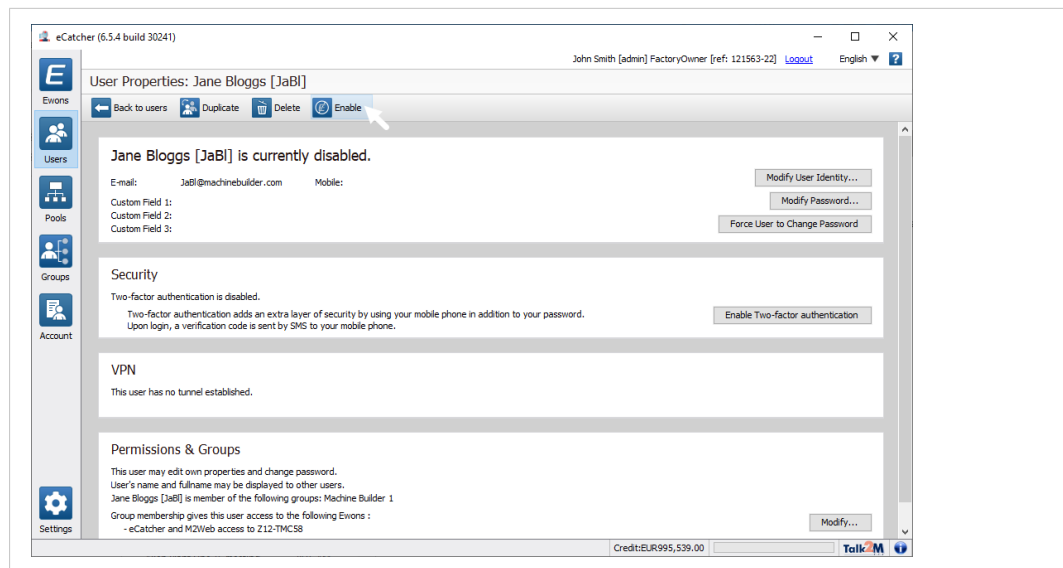 eCatcher (6.5.4 build 30241)
John Smith [admin] FactoryOwner [ref: 121563-22] Logout English ▼ ?
E
Ewons
User Properties: Jane Bloggs [JaBl]
Back to users Duplicate Delete Enable
Users
Jane Bloggs [JaBl] is currently disabled.
E-mail: JaBl@machinebuilder.com Mobile:
Modify User Identity...
Custom Field 1:
Modify Password...
Custom Field 2:
Custom Field 3:
Force User to Change Password
Pools
Groups
Security
Two-factor authentication is disabled.
Two-factor authentication adds an extra layer of security by using your mobile phone in addition to your password.
Upon login, a verification code is sent by SMS to your mobile phone.
Enable Two-factor authentication
Account
VPN
This user has no tunnel established.
Permissions & Groups
This user may edit own properties and change password.
User's name and fullname may be displayed to other users.
Jane Bloggs [JaBl] is member of the following groups: Machine Builder 1
Group membership gives this user access to the following Ewons :
- eCatcher and M2Web access to Z12-TMC58
Modify...
Settings
Credit:EUR995,539.00
Talk2M